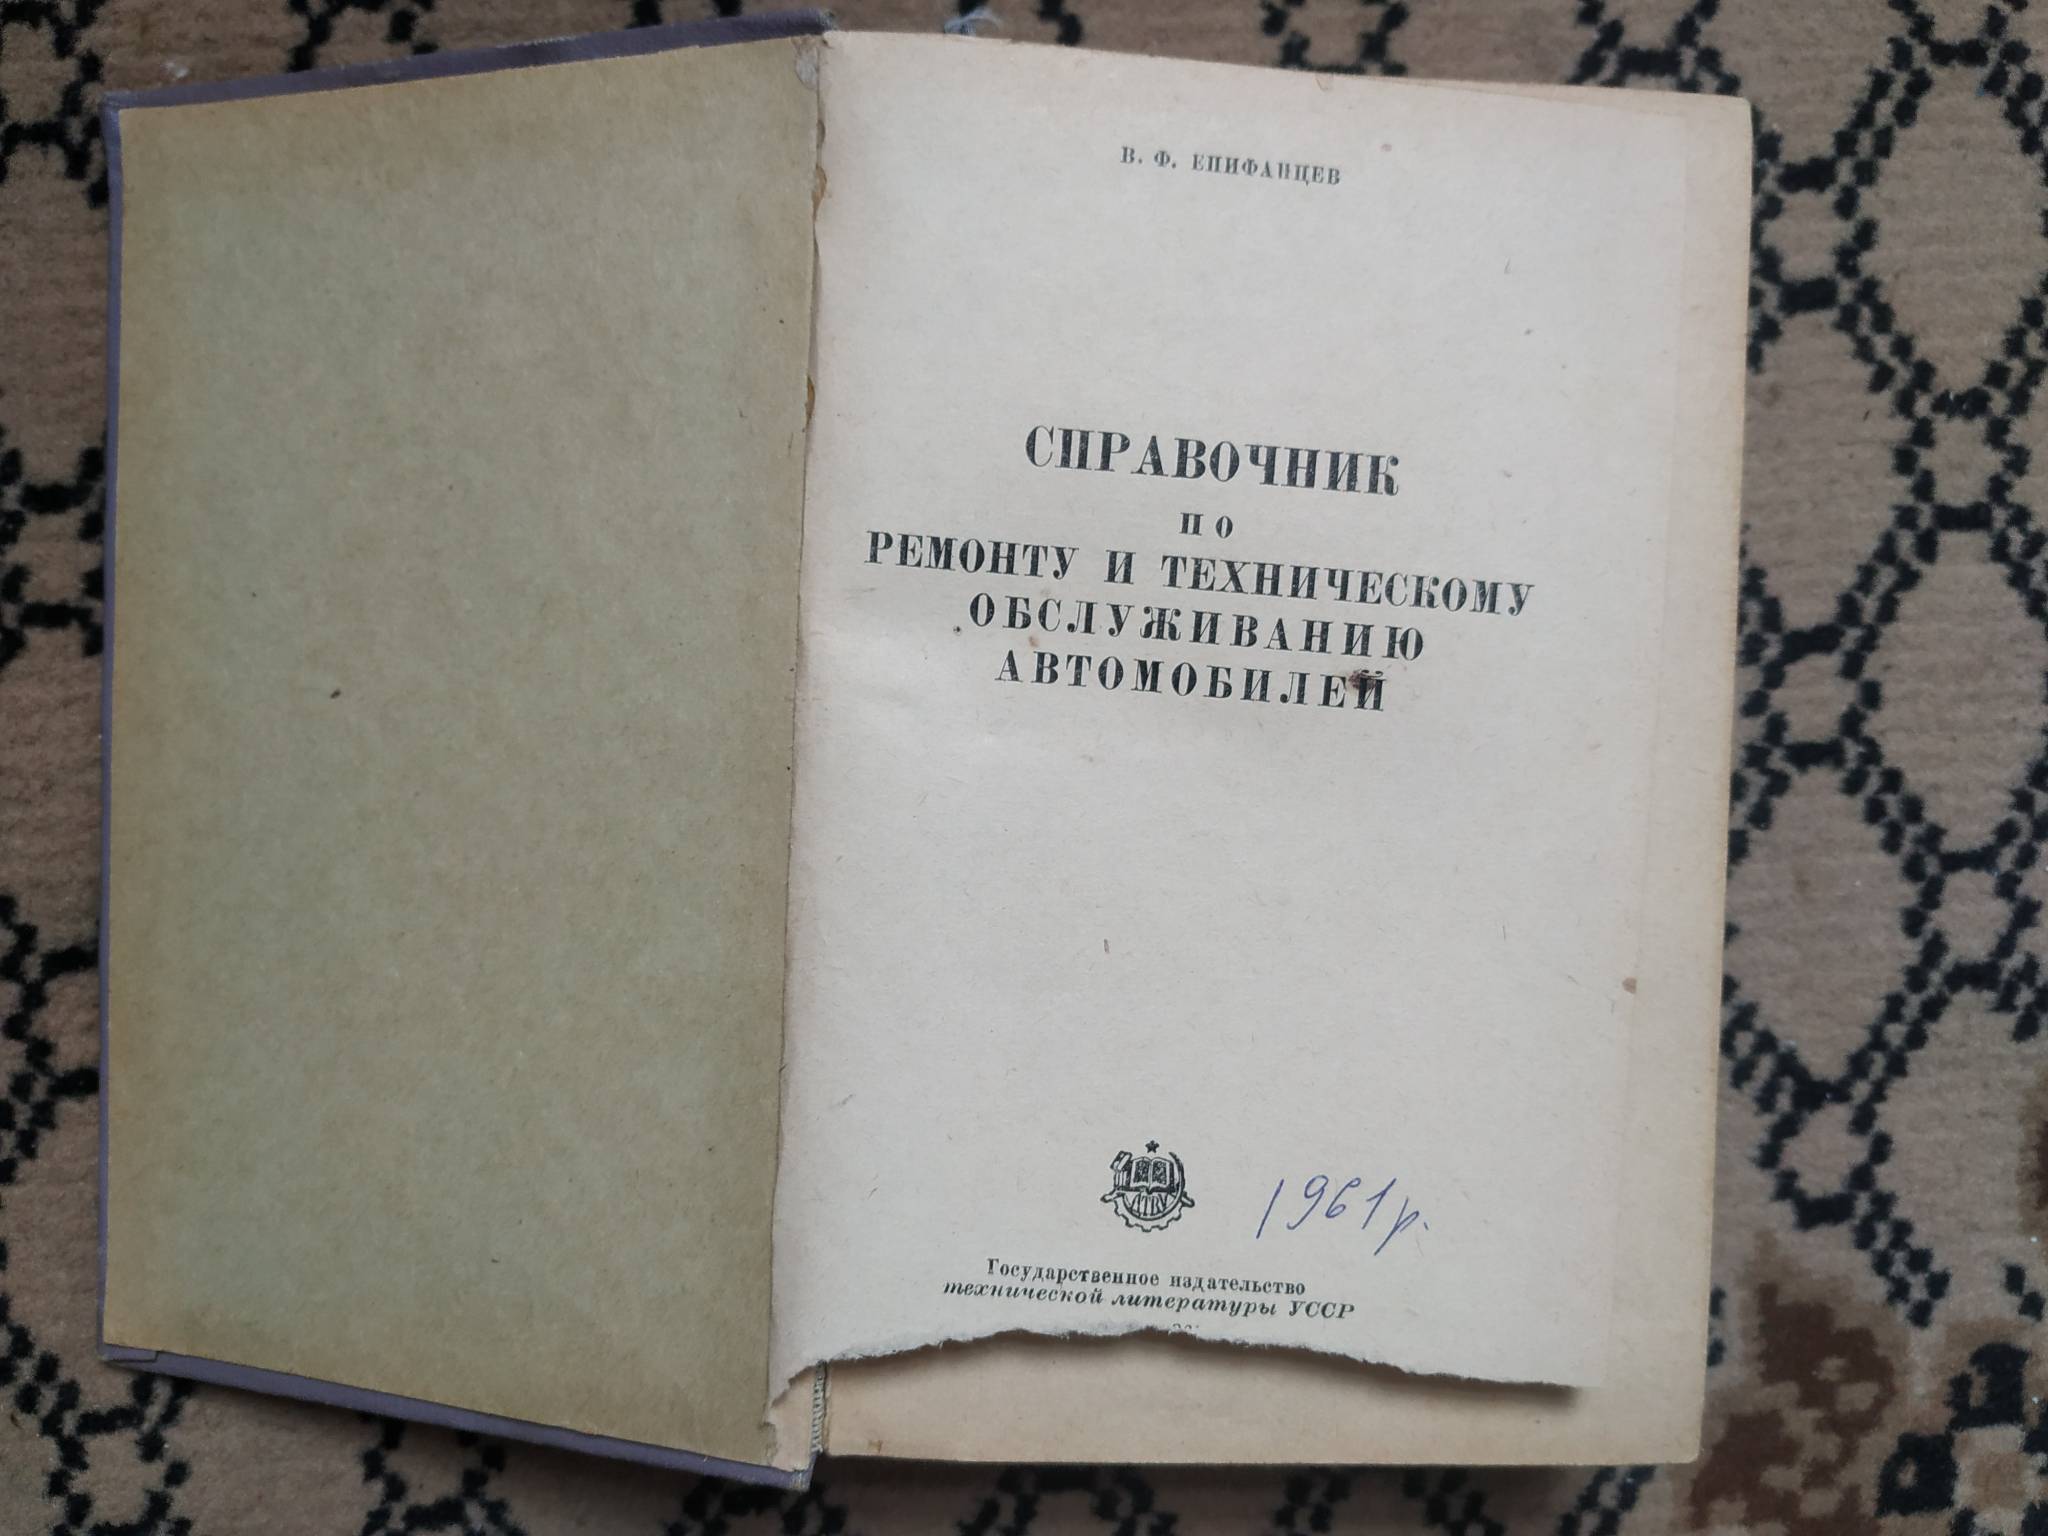 В. Ф. ЕПИФАНЦЕВ
СПРАВОЧНИК
ПО
РЕМОНТУ И ТЕХНИЧЕСКОМУ
ОБСЛУЖИВАНИЮ
АВТОМОБИЛЕЙ
1961 р.
Государственное издательство
технической литературы УССР